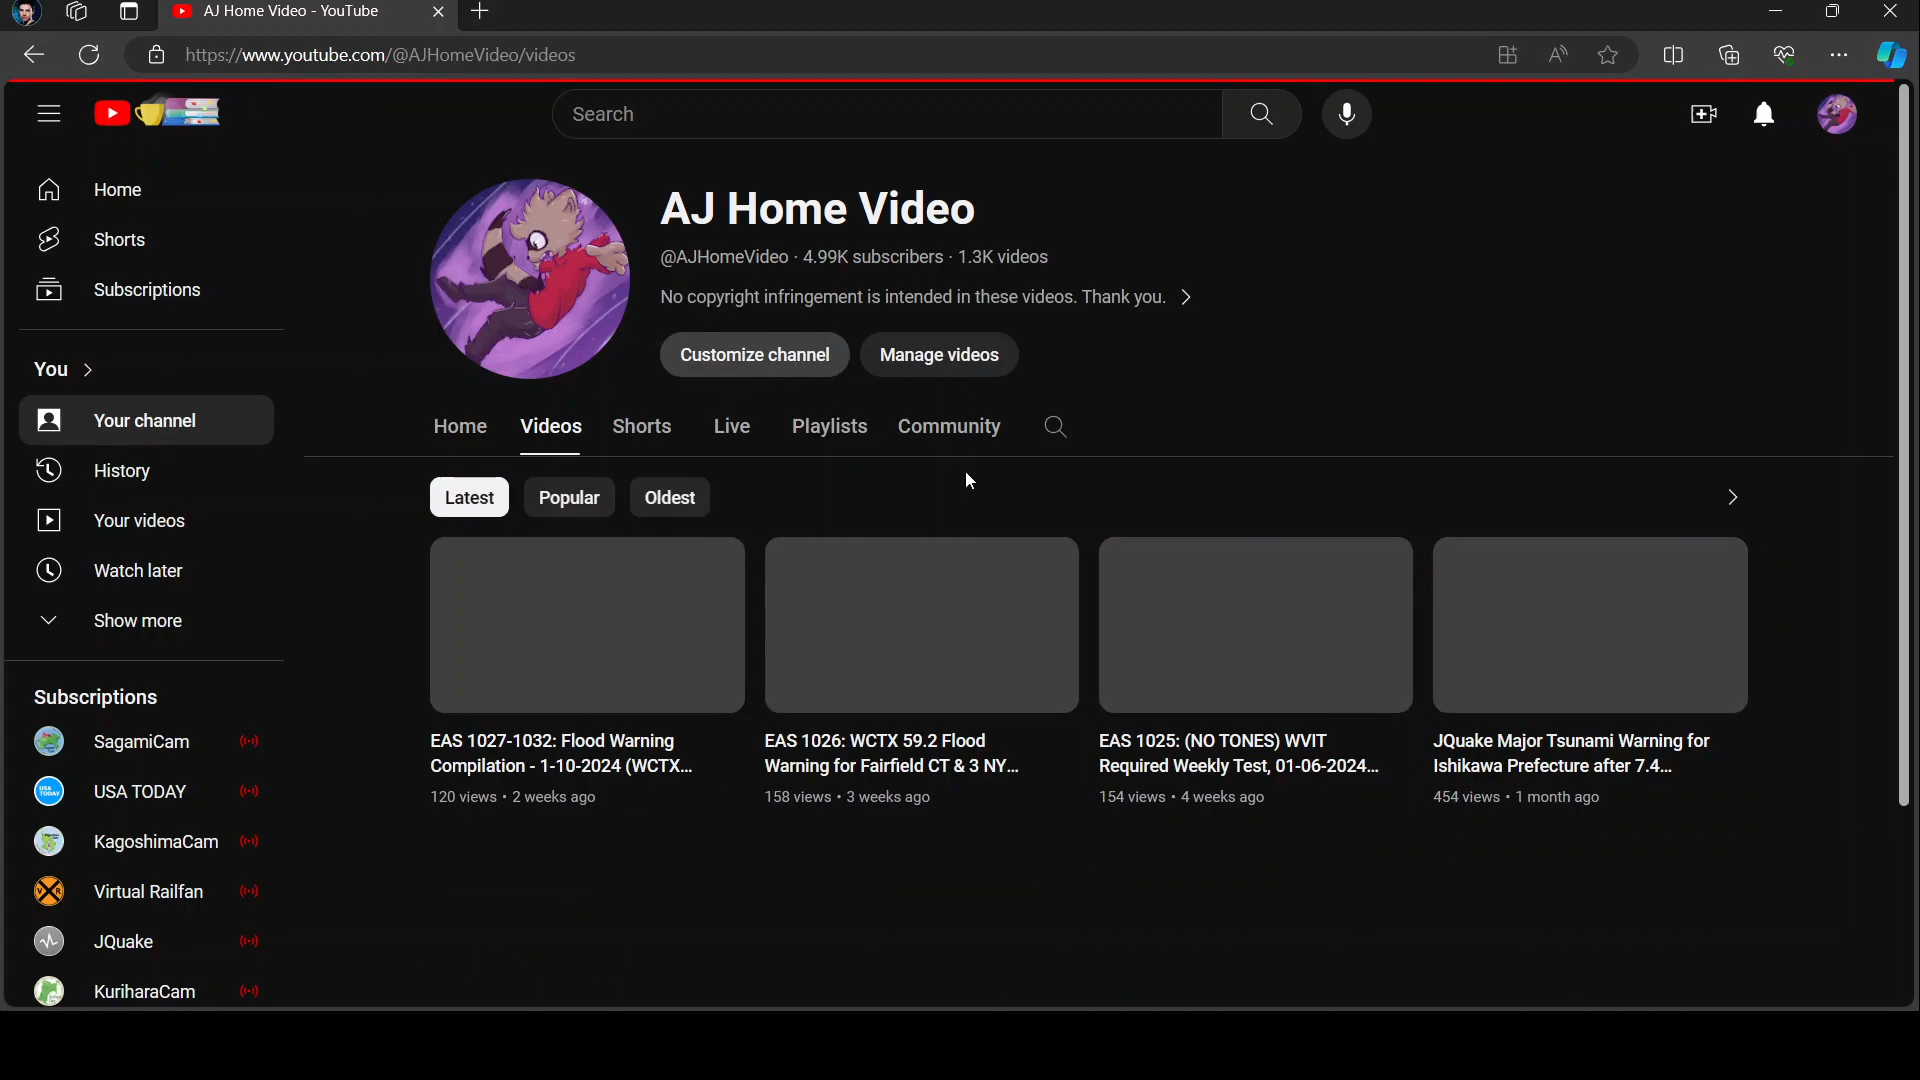 AJ Home Video - YouTube
https://www.youtube.com/@AJHomeVideo/videos
Search
Home
Shorts
Subscriptions
You
Your channel
History
Your videos
Watch later
Show more
Subscriptions
SagamiCam
USA TODAY
USA TODAY
KagoshimaCam
Virtual Railfan
JQuake
KuriharaCam
AJ Home Video
@AJHomeVideo · 4.99K subscribers · 1.3K videos
No copyright infringement is intended in these videos. Thank you.
Customize channel
Manage videos
Home
Videos
Shorts
Live
Playlists
Community
Latest
Popular
Oldest
EAS 1027-1032: Flood Warning
Compilation - 1-10-2024 (WCTX...
120 views • 2 weeks ago
EAS 1026: WCTX 59.2 Flood
Warning for Fairfield CT & 3 NY...
158 views • 3 weeks ago
EAS 1025: (NO TONES) WVIT
Required Weekly Test, 01-06-2024...
154 views • 4 weeks ago
JQuake Major Tsunami Warning for
Ishikawa Prefecture after 7.4...
454 views • 1 month ago